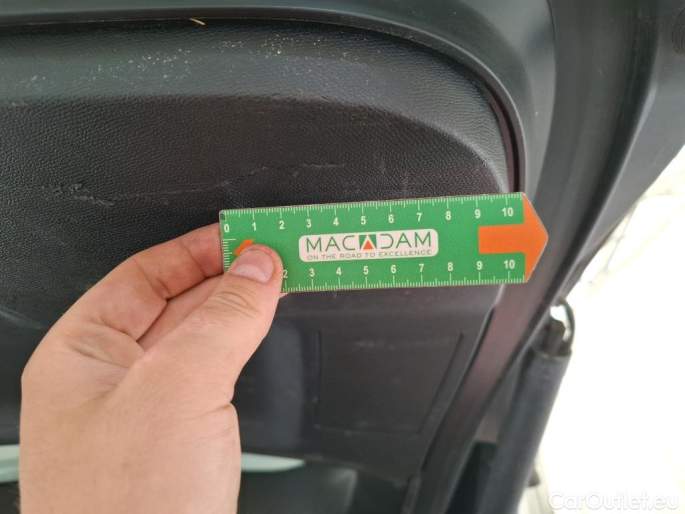 0 1 2 3 4 5 6 7 8 9 10
MACADAM
ON THE ROAD TO EXCELLENCE
2 3 4 5 6 7 8 9 10
CarOutlet.eu